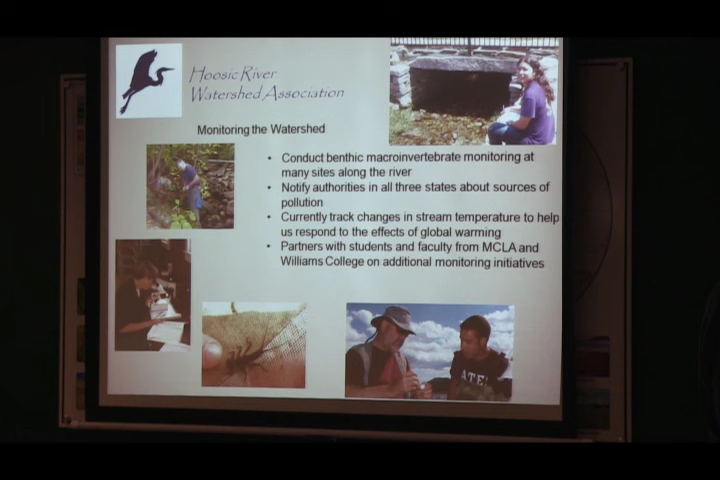 Hoosic River
Watershed Association
Monitoring the Watershed
• Conduct benthic macroinvertebrate monitoring at
many sites along the river
• Notify authorities in all three states about sources of
pollution
• Currently track changes in stream temperature to help
us respond to the effects of global warming
• Partners with students and faculty from MCLA and
Williams College on additional monitoring initiatives
ATE